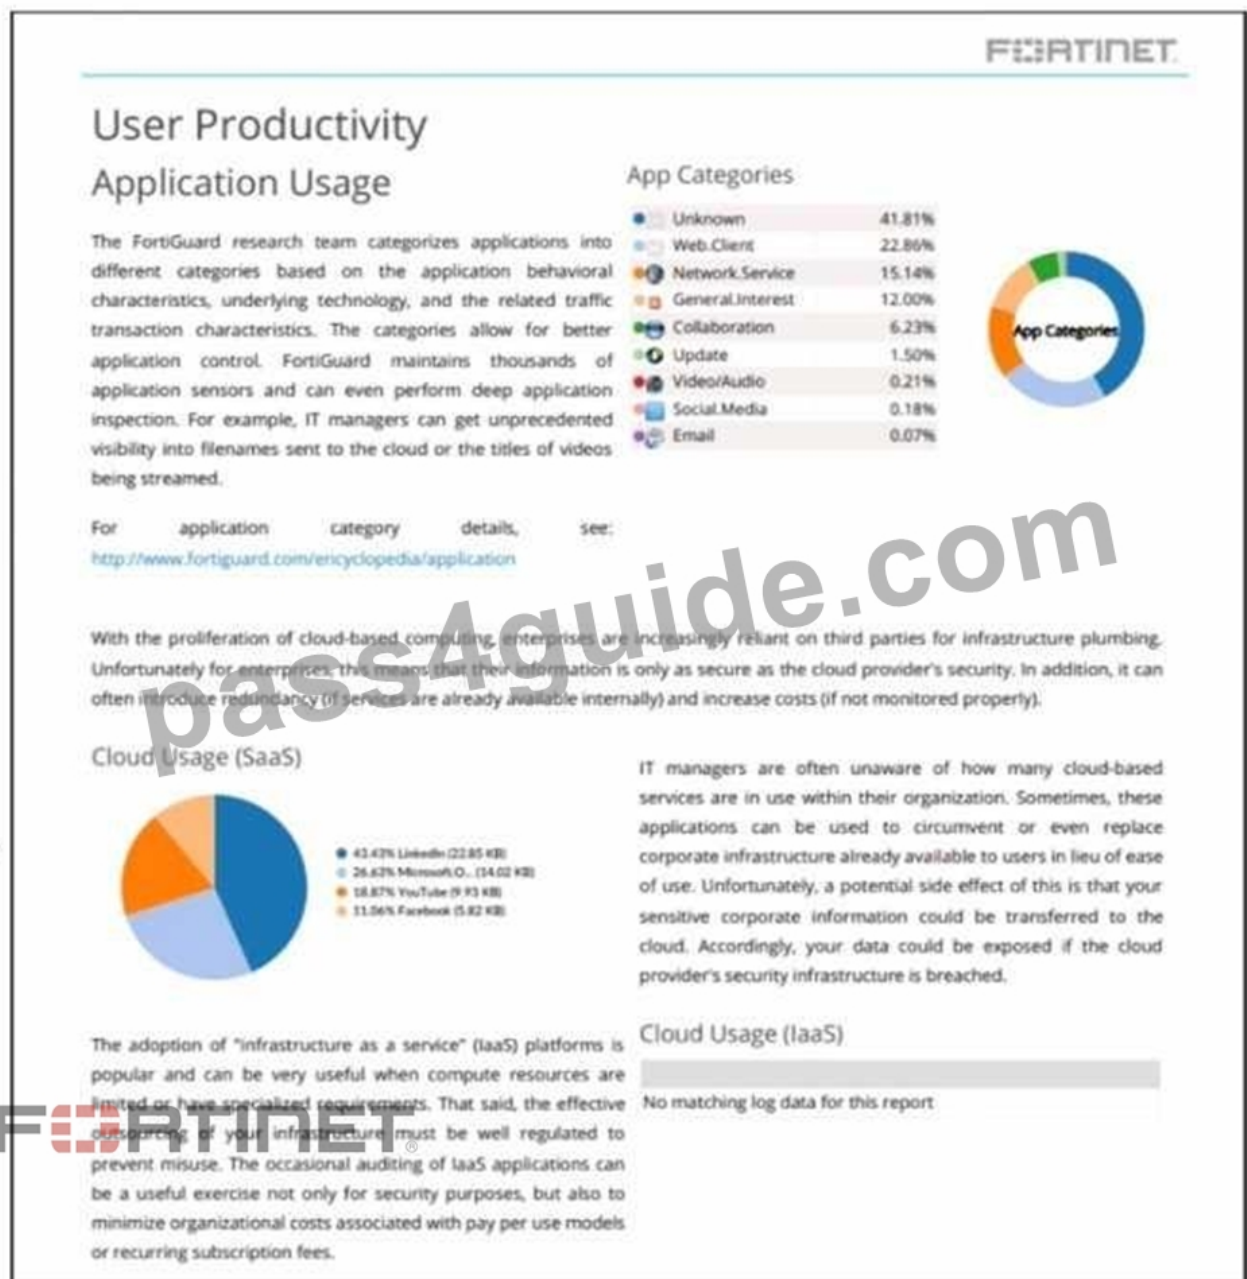 FORTINET
User Productivity
Application Usage
The FortiGuard research team categorizes applications into
different categories based on the application behavioral
characteristics, underlying technology, and the related traffic
transaction characteristics. The categories allow for better
application control. FortiGuard maintains thousands of
application sensors and can even perform deep application
inspection. For example, IT managers can get unprecedented
visibility into filenames sent to the cloud or the titles of videos
being streamed.
For application category details, see:
http://www.fortiguard.com/encyclopedia/application
App Categories
Unknown 41.81%
Web.Client 22.86%
Network.Service 15.14%
General.Interest 12.00%
Collaboration 6.23%
Update 1.50%
Video/Audio 0.21%
Social.Media 0.18%
Email 0.07%
App Categories
With the proliferation of cloud-based computing, enterprises are increasingly reliant on third parties for infrastructure plumbing.
Unfortunately for enterprises, this means that their information is only as secure as the cloud provider's security. In addition, it can
often introduce redundancy (if services are already available internally) and increase costs (if not monitored properly).
pass4guide.com
Cloud Usage (SaaS)
43.43% LinkedIn (22.85 KB)
26.63% Microsoft.O... (14.02 KB)
18.87% YouTube (9.93 KB)
11.06% Facebook (5.82 KB)
IT managers are often unaware of how many cloud-based
services are in use within their organization. Sometimes, these
applications can be used to circumvent or even replace
corporate infrastructure already available to users in lieu of ease
of use. Unfortunately, a potential side effect of this is that your
sensitive corporate information could be transferred to the
cloud. Accordingly, your data could be exposed if the cloud
provider's security infrastructure is breached.
The adoption of "infrastructure as a service" (IaaS) platforms is
popular and can be very useful when compute resources are
limited or have specialized requirements. That said, the effective
outsourcing of your infrastructure must be well regulated to
prevent misuse. The occasional auditing of IaaS applications can
be a useful exercise not only for security purposes, but also to
minimize organizational costs associated with pay per use models
or recurring subscription fees.
Cloud Usage (IaaS)
No matching log data for this report
FORTINET®